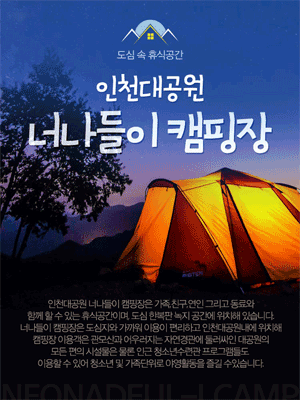 도심 속 휴식공간
인천대공원
너나들이 캠핑장
인천대공원 너나들이 캠핑장은 가족,친구,연인 그리고 동료와
함께 할 수 있는 휴식공간이며, 도심 한복판 녹지 공간에 위치해 있습니다.
너나들이 캠핑장은 도심지와 가까워 이용이 편리하고 인천대공원내에 위치해
캠핑장 이용객은 관모산과 어우러지는 자연경관에 둘러싸인 대공원의
모든 편의 시설물은 물론 인근 청소년수련관 프로그램들도
이용할 수 있어 청소년 및 가족단위로 야영활동을 즐길 수있습니다.